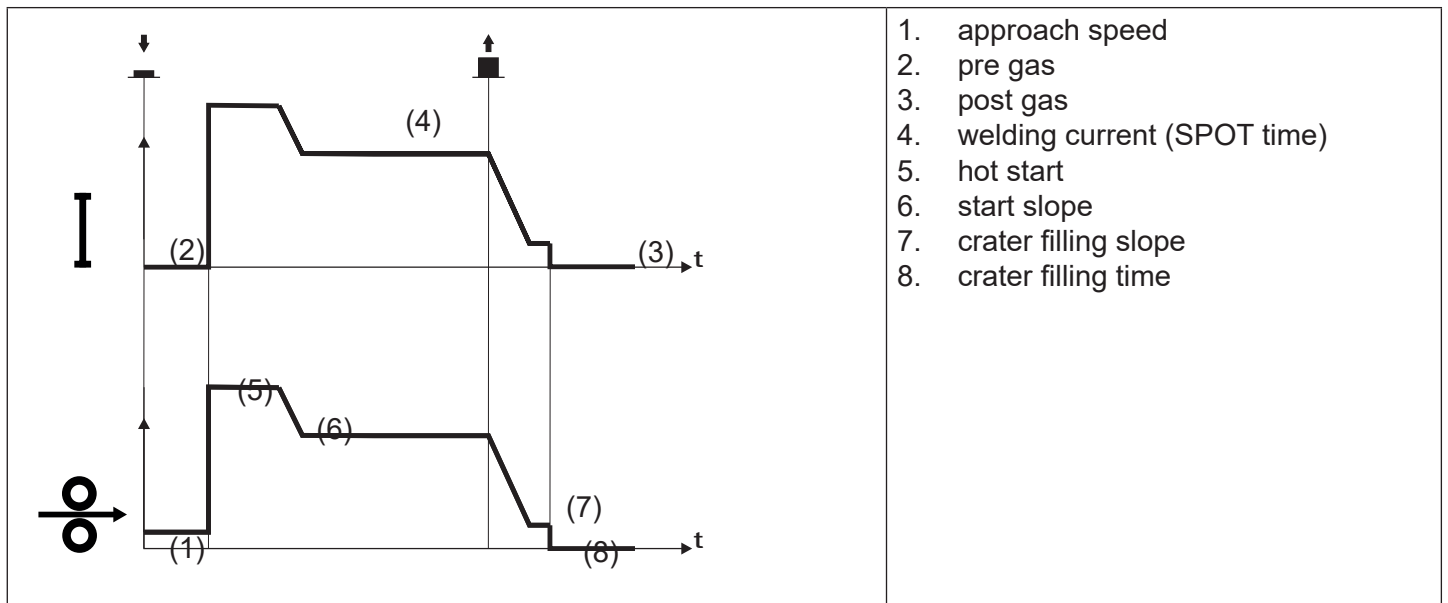 (4)
I
(2)
(3)
t
(5)
(6)
(7)
(1)
(8)
t
1. approach speed
2. pre gas
3. post gas
4. welding current (SPOT time)
5. hot start
6. start slope
7. crater filling slope
8. crater filling time